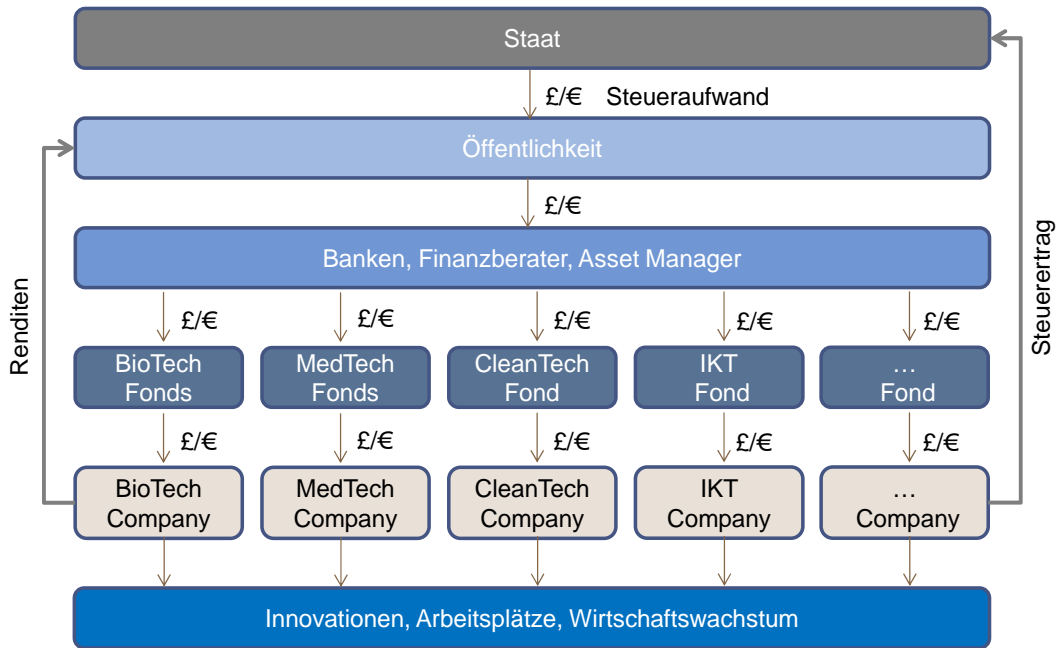 Staat
£/€ Steueraufwand
Öffentlichkeit
£/€
Banken, Finanzberater, Asset Manager
£/€ £/€ £/€ £/€ £/€
BioTech
Fonds
MedTech
Fonds
CleanTech
Fond
IKT
Fond
…
Fond
£/€ £/€ £/€ £/€ £/€
BioTech
Company
MedTech
Company
CleanTech
Company
IKT
Company
…
Company
Innovationen, Arbeitsplätze, Wirtschaftswachstum
Renditen
Steuerertrag